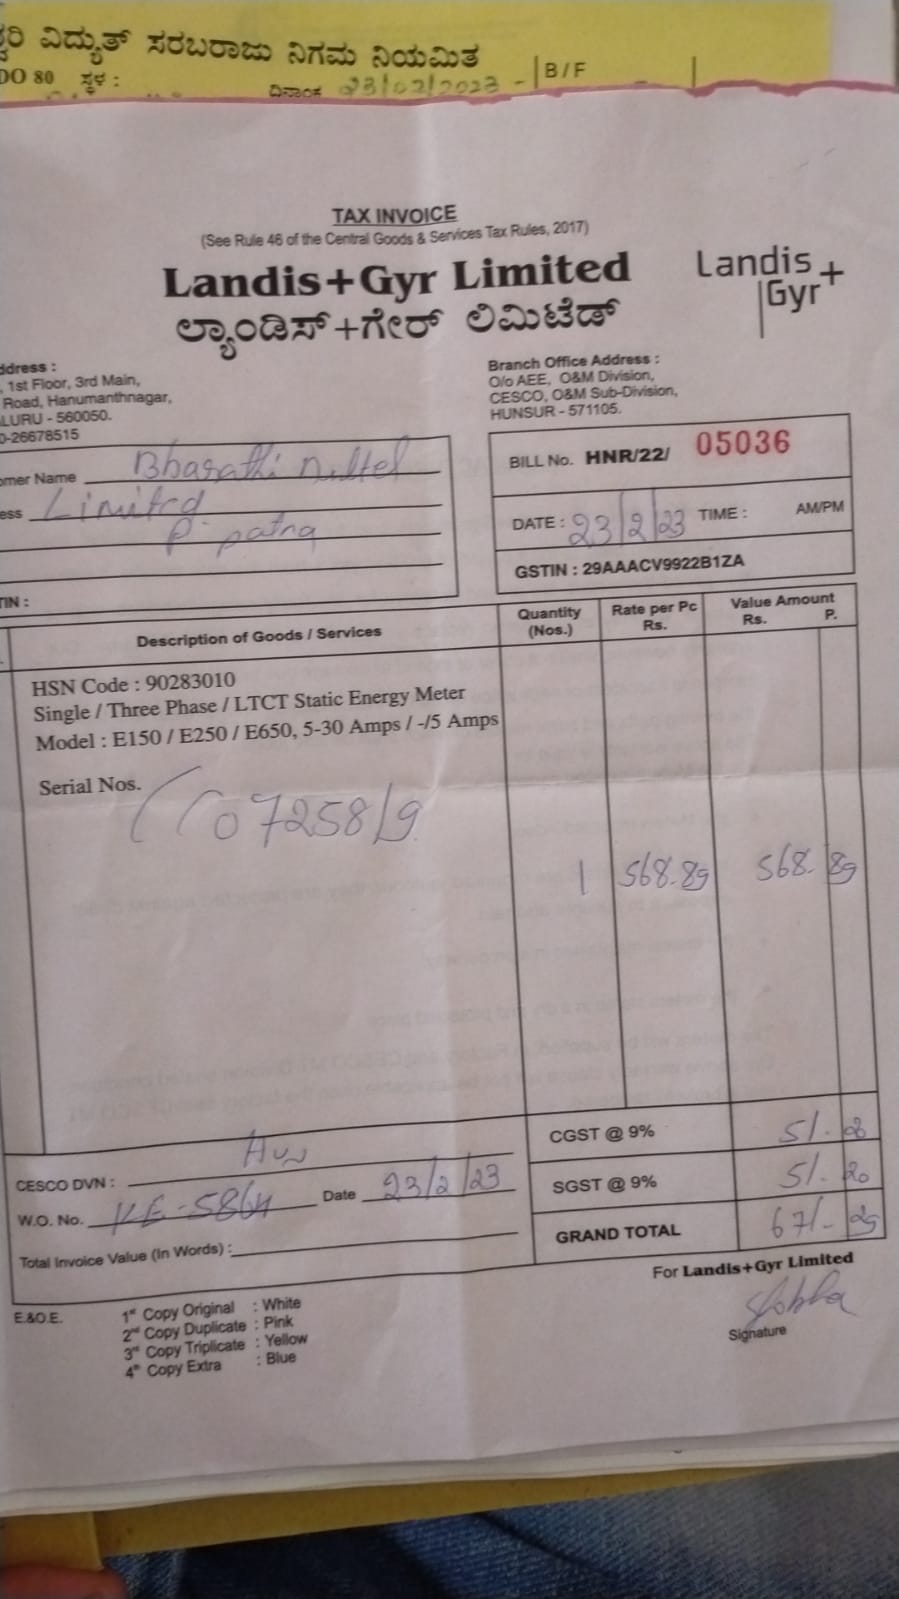 ವಿದ್ಯುತ್ ಸರಬರಾಜು ನಿಗಮ ನಿಯಮಿತ
DO 80 ಸ್ಥಳ :
ದಿನಾಂಕ 23/02/2023 - B/F
TAX INVOICE
(See Rule 46 of the Central Goods & Services Tax Rules, 2017)
Landis+Gyr Limited
ಲ್ಯಾಂಡಿಸ್+ಗೇರ್ ಲಿಮಿಟೆಡ್
Landis+
Gyr
ddress :
, 1st Floor, 3rd Main,
Road, Hanumanthnagar,
LURU - 560050.
0-26678515
Branch Office Address :
O/o AEE, O&M Division,
CESCO, O&M Sub-Division,
HUNSUR - 571105.
omer Name Bharathi
ess Limitrd
P. patna
TIN :
BILL No. HNR/22/ 05036
DATE : 23/2/23 TIME : AM/PM
GSTIN : 29AAACV9922B1ZA
Description of Goods / Services Quantity (Nos.) Rate per Pc Rs. Value Amount Rs. P.
HSN Code : 90283010
Single / Three Phase / LTCT Static Energy Meter
Model : E150 / E250 / E650, 5-30 Amps / -/5 Amps
Serial Nos.
1 568.89 568. 89
CGST @ 9% 51.
SGST @ 9% 51. 20
GRAND TOTAL 671-
CESCO DVN : Hun
W.O. No. Date 23/2/23
Total Invoice Value (In Words) :
For Landis+Gyr Limited
Signature
E.&O.E.
1st Copy Original : White
2nd Copy Duplicate : Pink
3rd Copy Triplicate : Yellow
4th Copy Extra : Blue